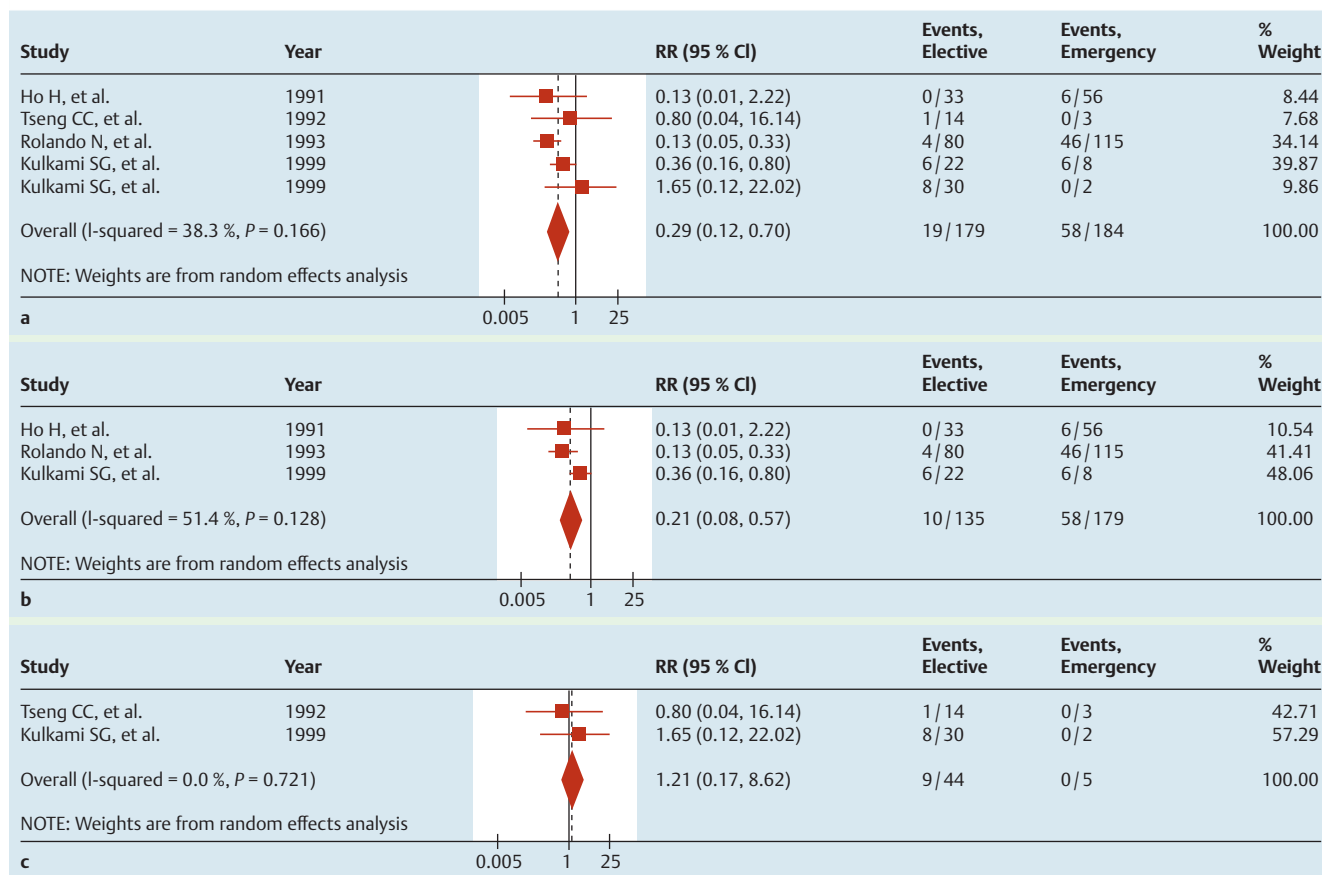 Study Year RR (95 % CI) Events, Elective Events, Emergency % Weight
Ho H, et al. 1991 0.13 (0.01, 2.22) 0/33 6/56 8.44
Tseng CC, et al. 1992 0.80 (0.04, 16.14) 1/14 0/3 7.68
Rolando N, et al. 1993 0.13 (0.05, 0.33) 4/80 46/115 34.14
Kulkami SG, et al. 1999 0.36 (0.16, 0.80) 6/22 6/8 39.87
Kulkami SG, et al. 1999 1.65 (0.12, 22.02) 8/30 0/2 9.86
Overall (I-squared = 38.3 %, P = 0.166) 0.29 (0.12, 0.70) 19/179 58/184 100.00
NOTE: Weights are from random effects analysis
0.005 1 25
a
Study Year RR (95 % CI) Events, Elective Events, Emergency % Weight
Ho H, et al. 1991 0.13 (0.01, 2.22) 0/33 6/56 10.54
Rolando N, et al. 1993 0.13 (0.05, 0.33) 4/80 46/115 41.41
Kulkami SG, et al. 1999 0.36 (0.16, 0.80) 6/22 6/8 48.06
Overall (I-squared = 51.4 %, P = 0.128) 0.21 (0.08, 0.57) 10/135 58/179 100.00
NOTE: Weights are from random effects analysis
b 0.005 1 25
Study Year RR (95 % CI) Events, Elective Events, Emergency % Weight
Tseng CC, et al. 1992 0.80 (0.04, 16.14) 1/14 0/3 42.71
Kulkami SG, et al. 1999 1.65 (0.12, 22.02) 8/30 0/2 57.29
Overall (I-squared = 0.0 %, P = 0.721) 1.21 (0.17, 8.62) 9/44 0/5 100.00
NOTE: Weights are from random effects analysis
c 0.005 1 25